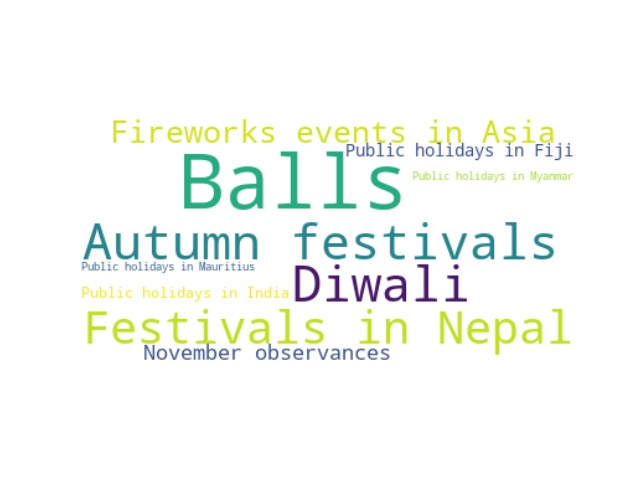 Fireworks events in Asia
Public holidays in Fiji
Balls
Public holidays in Myanmar
Autumn festivals
Public holidays in Mauritius
Diwali
Public holidays in India
Festivals in Nepal
November observances